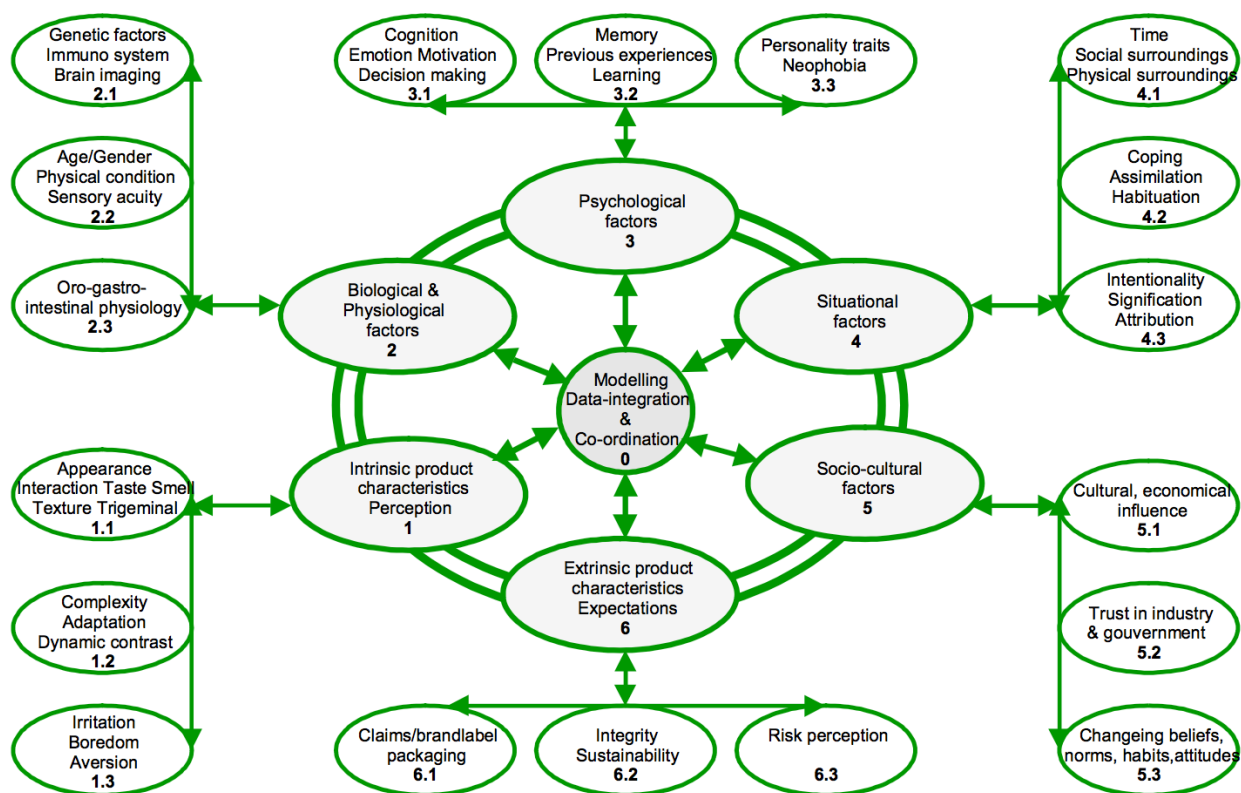 Genetic factors
Immuno system
Brain imaging
2.1
Cognition
Emotion Motivation
Decision making
3.1
Memory
Previous experiences
Learning
3.2
Personality traits
Neophobia
3.3
Time
Social surroundings
Physical surroundings
4.1
Age/Gender
Physical condition
Sensory acuity
2.2
Psychological
factors
3
Coping
Assimilation
Habituation
4.2
Oro-gastro-
intestinal physiology
2.3
Biological &
Physiological
factors
2
Situational
factors
4
Intentionality
Signification
Attribution
4.3
Modelling
Data-integration
&
Co-ordination
0
Appearance
Interaction Taste Smell
Texture Trigeminal
1.1
Intrinsic product
characteristics
Perception
1
Socio-cultural
factors
5
Cultural, economical
influence
5.1
Complexity
Adaptation
Dynamic contrast
1.2
Extrinsic product
characteristics
Expectations
6
Trust in industry
& gouvernment
5.2
Irritation
Boredom
Aversion
1.3
Claims/brandlabel
packaging
6.1
Integrity
Sustainability
6.2
Risk perception
6.3
Changeing beliefs,
norms, habits,attitudes
5.3